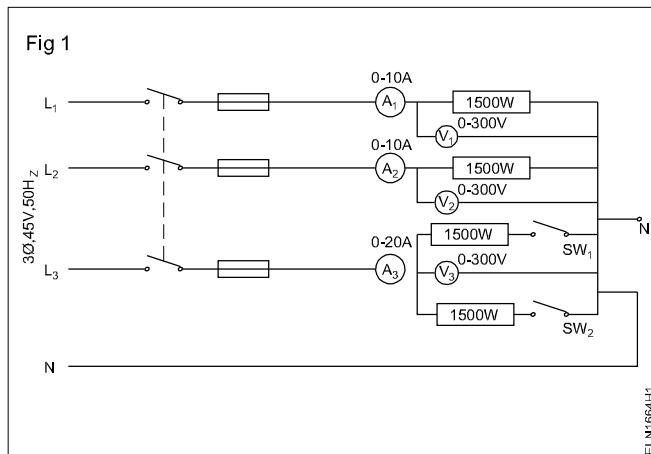 Fig 1
0-10A
L1
A1
1500W
0-300V
V1
0-10A
L2
A2
1500W
0-300V
V2
3Ø,45V,50HZ
0-20A
1500W
SW1
N
L3
A3
0-300V
V3
1500W
SW2
N
ELN1664H1